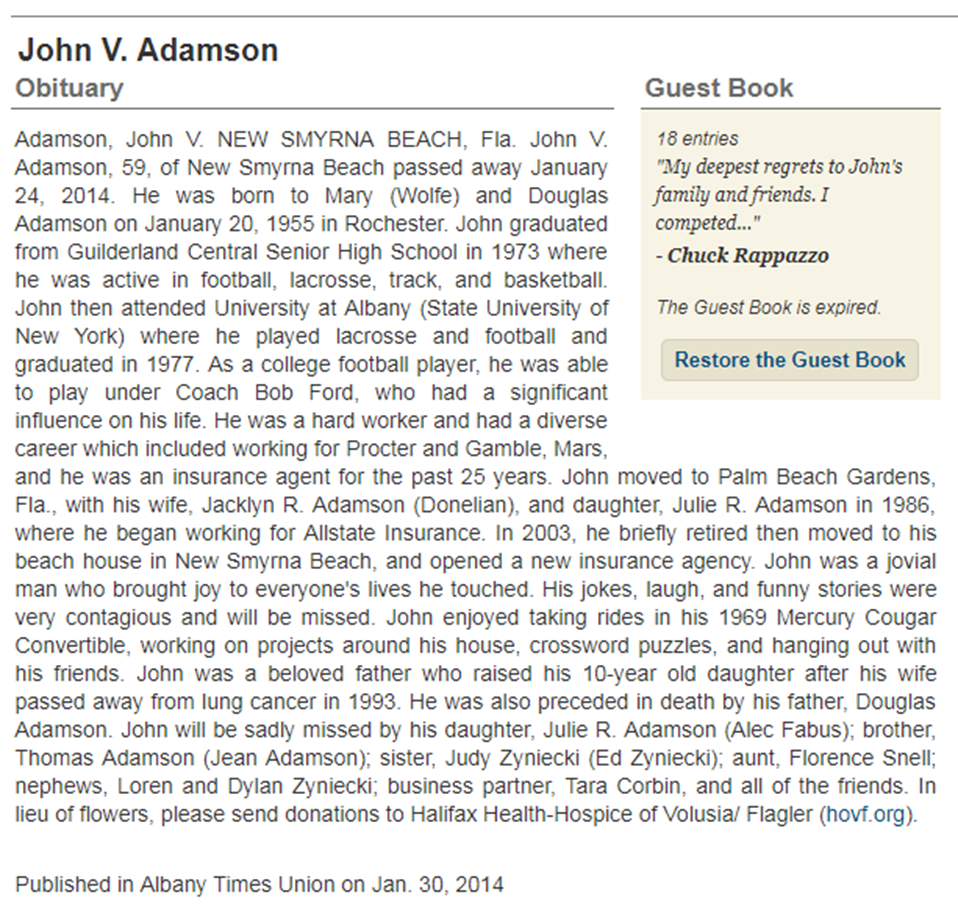 John V. Adamson
Obituary
Adamson, John V. NEW SMYRNA BEACH, Fla. John V.
Adamson, 59, of New Smyrna Beach passed away January
24, 2014. He was born to Mary (Wolfe) and Douglas
Adamson on January 20, 1955 in Rochester. John graduated
from Guilderland Central Senior High School in 1973 where
he was active in football, lacrosse, track, and basketball.
John then attended University at Albany (State University of
New York) where he played lacrosse and football and
graduated in 1977. As a college football player, he was able
to play under Coach Bob Ford, who had a significant
influence on his life. He was a hard worker and had a diverse
career which included working for Procter and Gamble, Mars,
and he was an insurance agent for the past 25 years. John moved to Palm Beach Gardens,
Fla., with his wife, Jacklyn R. Adamson (Donelian), and daughter, Julie R. Adamson in 1986,
where he began working for Allstate Insurance. In 2003, he briefly retired then moved to his
beach house in New Smyrna Beach, and opened a new insurance agency. John was a jovial
man who brought joy to everyone's lives he touched. His jokes, laugh, and funny stories were
very contagious and will be missed. John enjoyed taking rides in his 1969 Mercury Cougar
Convertible, working on projects around his house, crossword puzzles, and hanging out with
his friends. John was a beloved father who raised his 10-year old daughter after his wife
passed away from lung cancer in 1993. He was also preceded in death by his father, Douglas
Adamson. John will be sadly missed by his daughter, Julie R. Adamson (Alec Fabus); brother,
Thomas Adamson (Jean Adamson); sister, Judy Zyniecki (Ed Zyniecki); aunt, Florence Snell;
nephews, Loren and Dylan Zyniecki; business partner, Tara Corbin, and all of the friends. In
lieu of flowers, please send donations to Halifax Health-Hospice of Volusia/ Flagler (hovf.org).
Published in Albany Times Union on Jan. 30, 2014
Guest Book
18 entries
"My deepest regrets to John's
family and friends. I
competed..."
- Chuck Rappazzo
The Guest Book is expired.
Restore the Guest Book